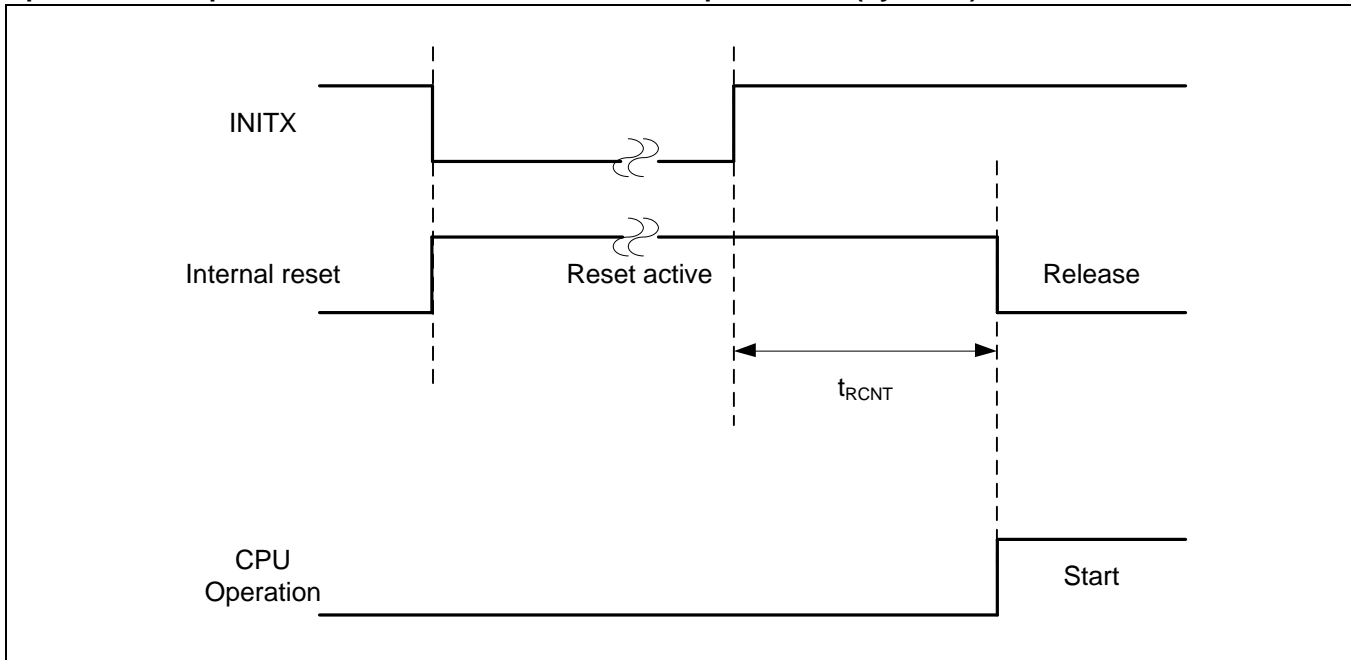 INITX
Internal reset
Reset active
Release
tRCNT
CPU
Operation
Start